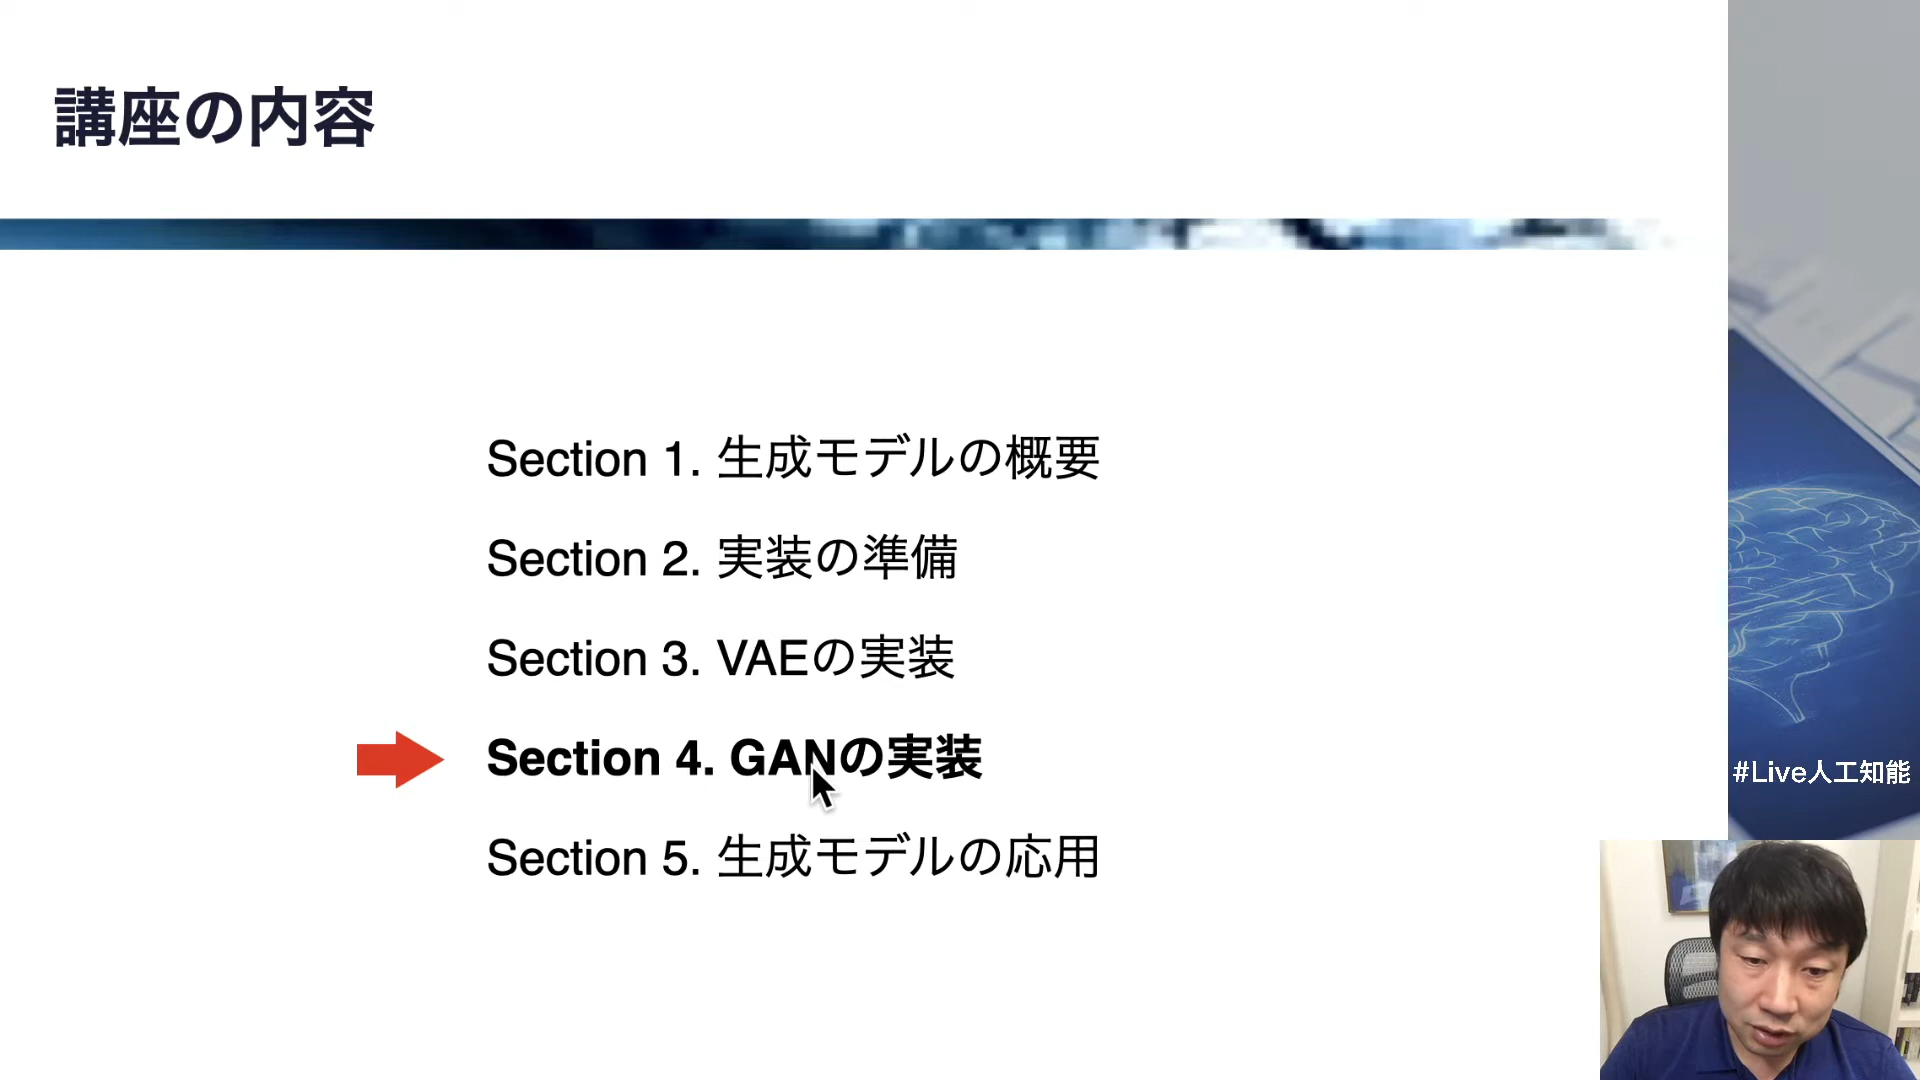 講座の内容
Section 1. 生成モデルの概要
Section 2. 実装の準備
Section 3. VAEの実装
Section 4. GANの実装
Section 5. 生成モデルの応用
#Live人工知能